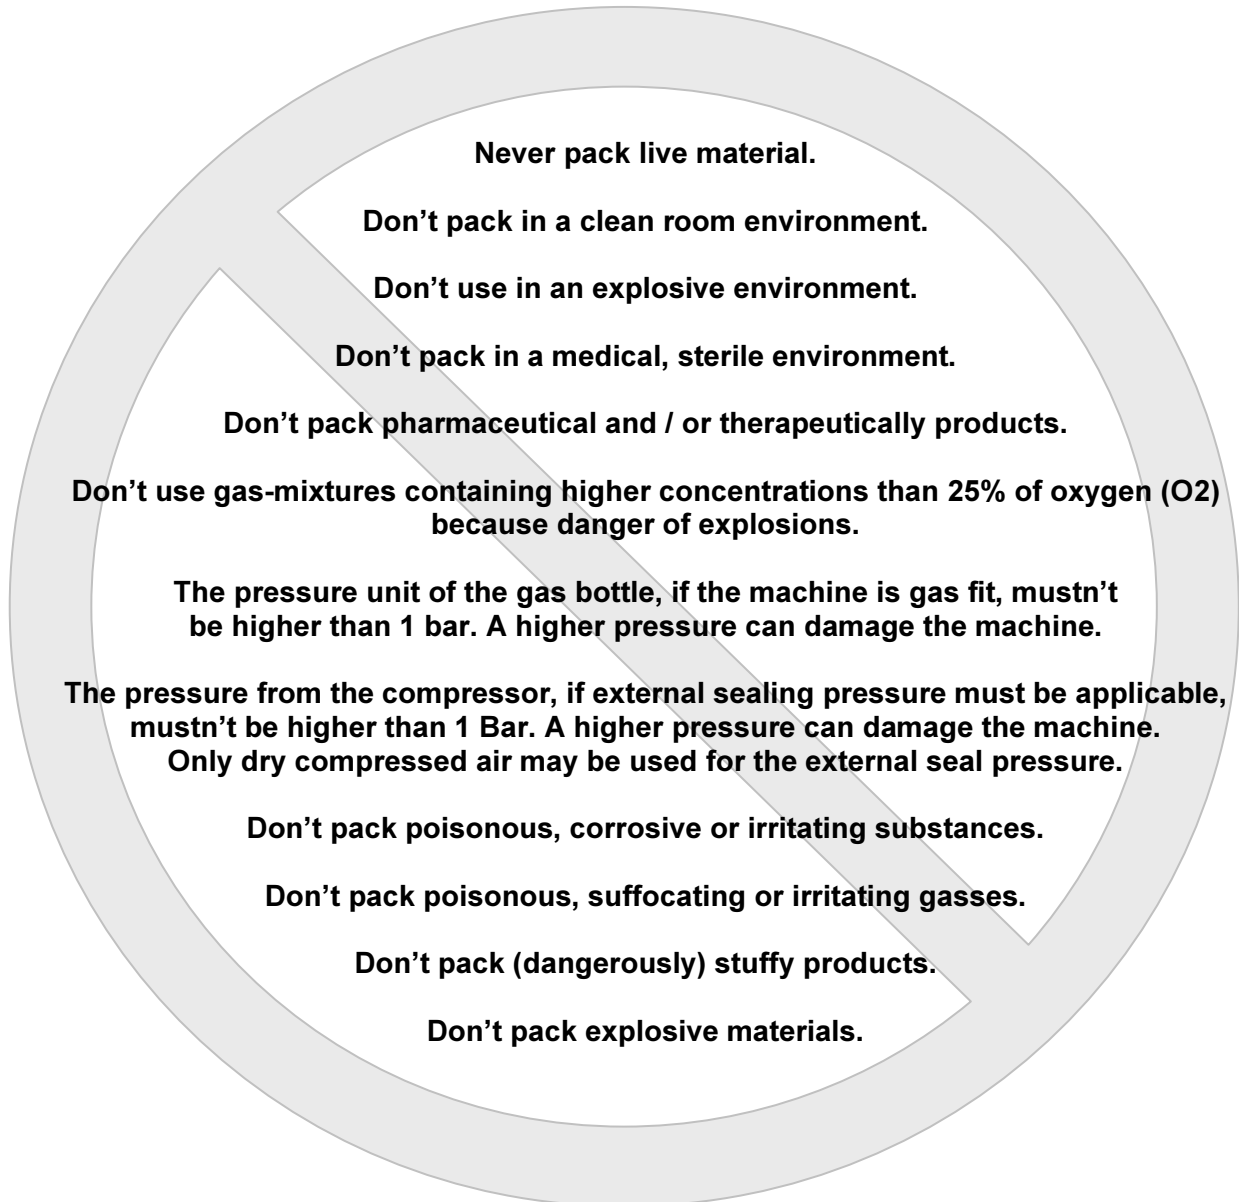 Never pack live material.
Don’t pack in a clean room environment.
Don’t use in an explosive environment.
Don’t pack in a medical, sterile environment.
Don’t pack pharmaceutical and / or therapeutically products.
Don’t use gas-mixtures containing higher concentrations than 25% of oxygen (O2)
because danger of explosions.
The pressure unit of the gas bottle, if the machine is gas fit, mustn’t
be higher than 1 bar. A higher pressure can damage the machine.
The pressure from the compressor, if external sealing pressure must be applicable,
mustn’t be higher than 1 Bar. A higher pressure can damage the machine.
Only dry compressed air may be used for the external seal pressure.
Don’t pack poisonous, corrosive or irritating substances.
Don’t pack poisonous, suffocating or irritating gasses.
Don’t pack (dangerously) stuffy products.
Don’t pack explosive materials.